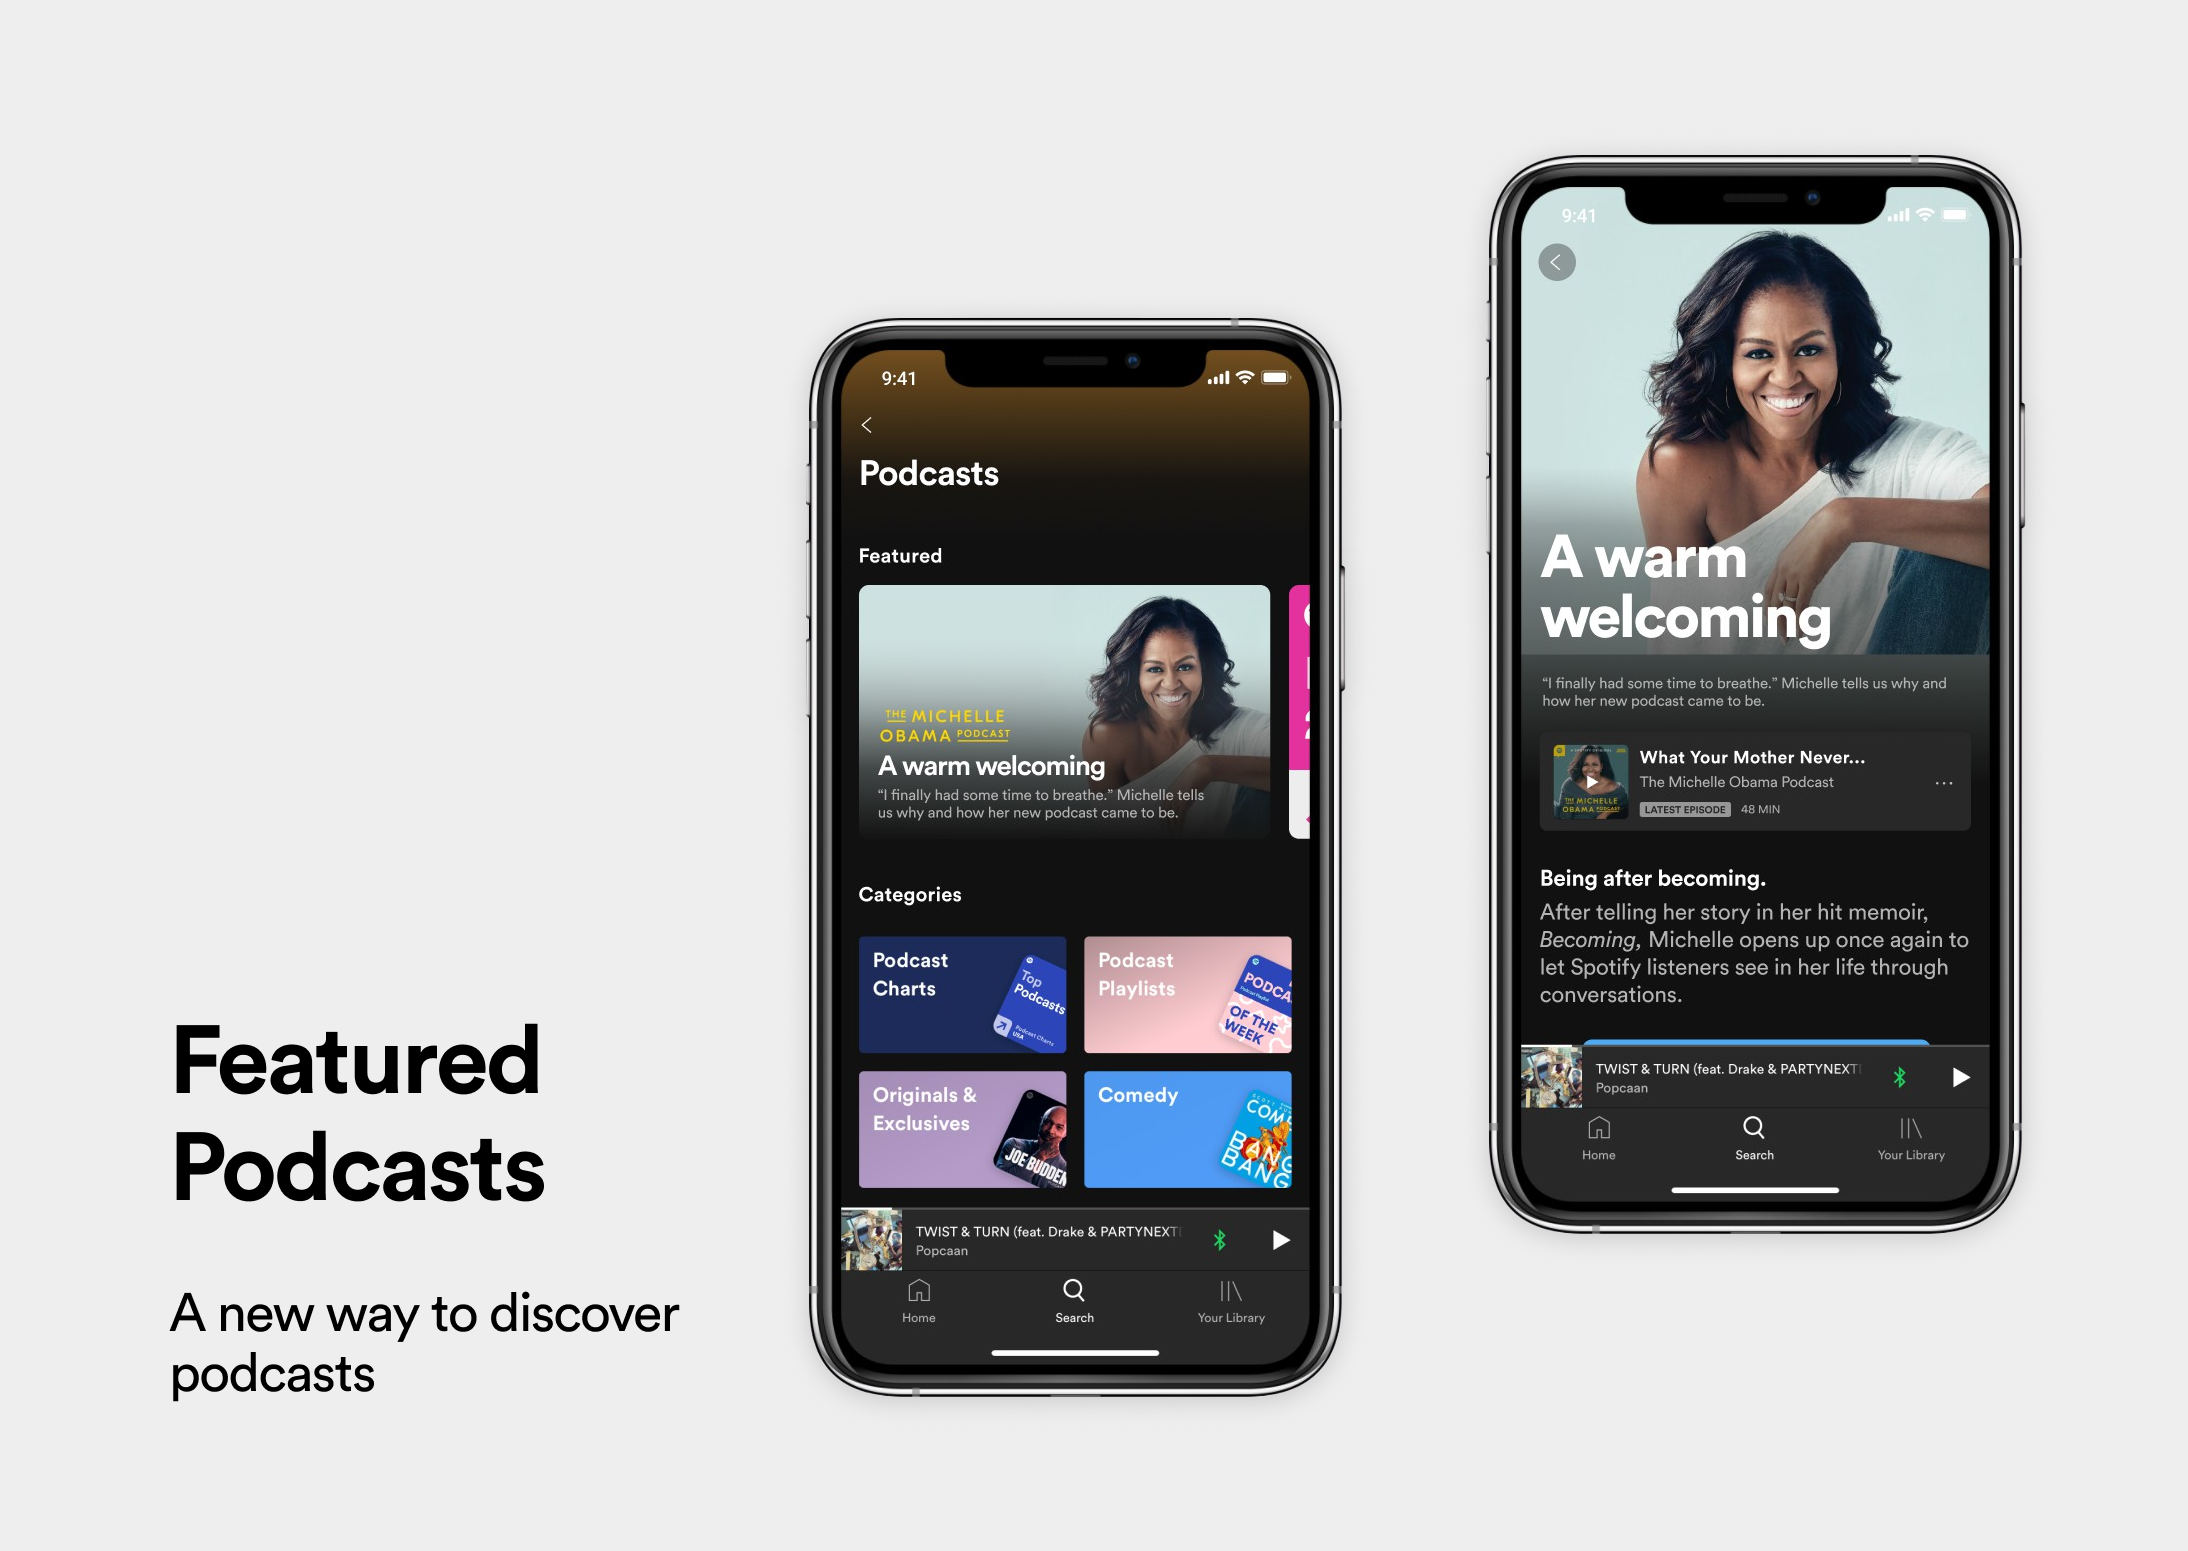 Featured
Podcasts
A new way to discover
podcasts
9:41
Podcasts
Featured
THE MICHELLE
OBAMA PODCAST
A warm welcoming
“I finally had some time to breathe.” Michelle tells
us why and how her new podcast came to be.
Categories
Podcast
Charts
Top
Podcasts
Podcast Charts
USA
Podcast
Playlists
OF THE
WEEK
Originals &
Exclusives
JOE BUDDEN
Comedy
BANG
BANG
TWIST & TURN (feat. Drake & PARTYNEXT
Popcaan
Home
Search
Your Library
9:41
A warm
welcoming
“I finally had some time to breathe.” Michelle tells us why and
how her new podcast came to be.
THE MICHELLE
OBAMA PODCAST
What Your Mother Never...
The Michelle Obama Podcast
LATEST EPISODE 48 MIN
Being after becoming.
After telling her story in her hit memoir,
Becoming, Michelle opens up once again to
let Spotify listeners see in her life through
conversations.
TWIST & TURN (feat. Drake & PARTYNEXT
Popcaan
Home
Search
Your Library